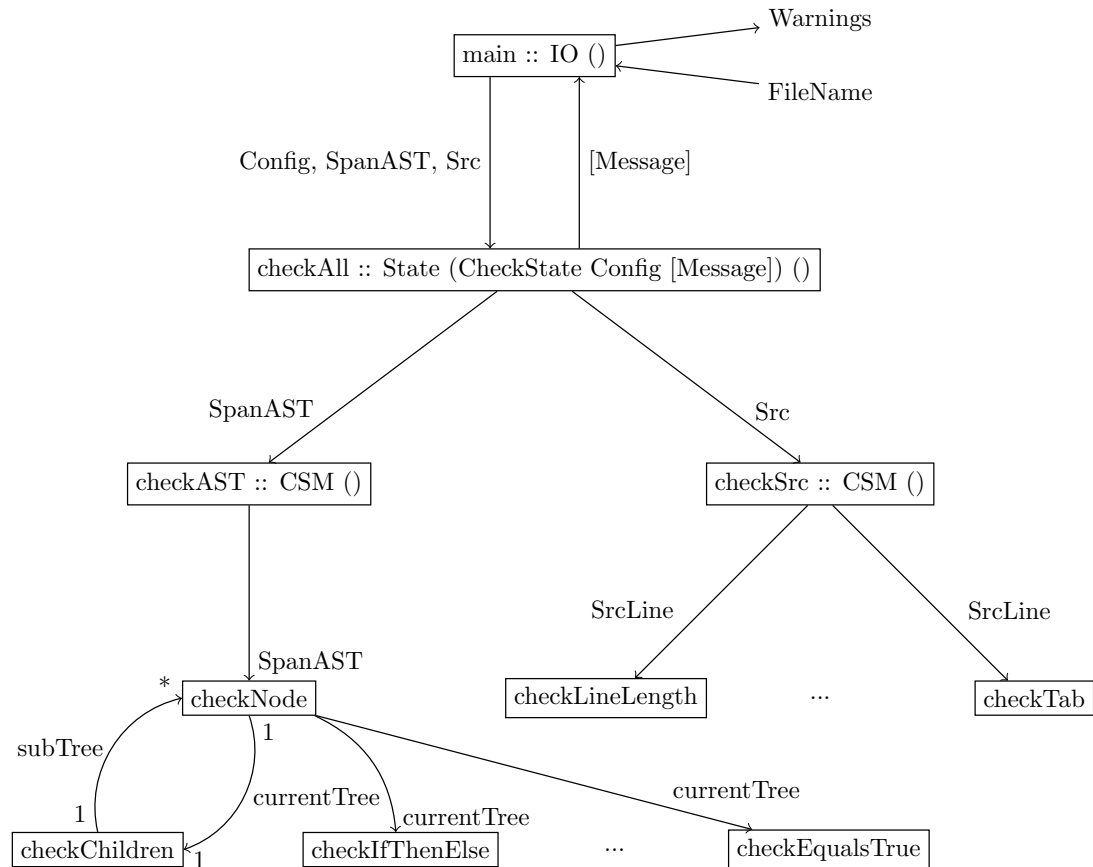 Warnings
main :: IO ()
FileName
Config, SpanAST, Src
[Message]
checkAll :: State (CheckState Config [Message]) ()
SpanAST
Src
checkAST :: CSM ()
checkSrc :: CSM ()
SrcLine
SrcLine
SpanAST
*
checkNode
checkLineLength
...
checkTab
1
subTree
currentTree
currentTree
currentTree
1
checkChildren
1
checkIfThenElse
...
checkEqualsTrue